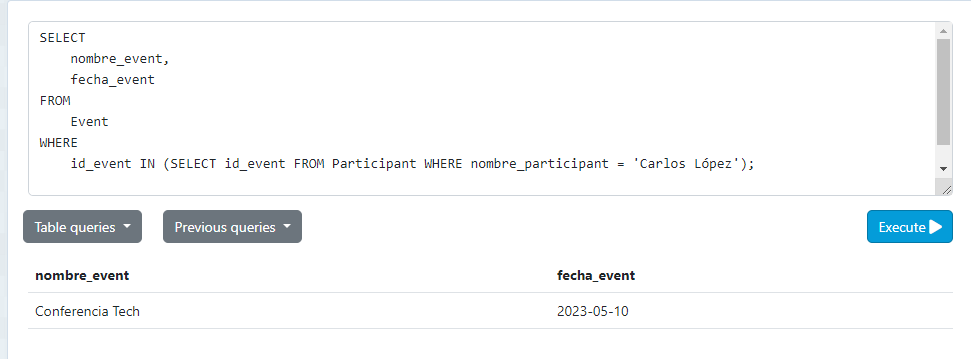 SELECT
    nombre_event,
    fecha_event
FROM
    Event
WHERE
    id_event IN (SELECT id_event FROM Participant WHERE nombre_participant = 'Carlos López');
Table queries Previous queries Execute
nombre_event fecha_event
Conferencia Tech 2023-05-10